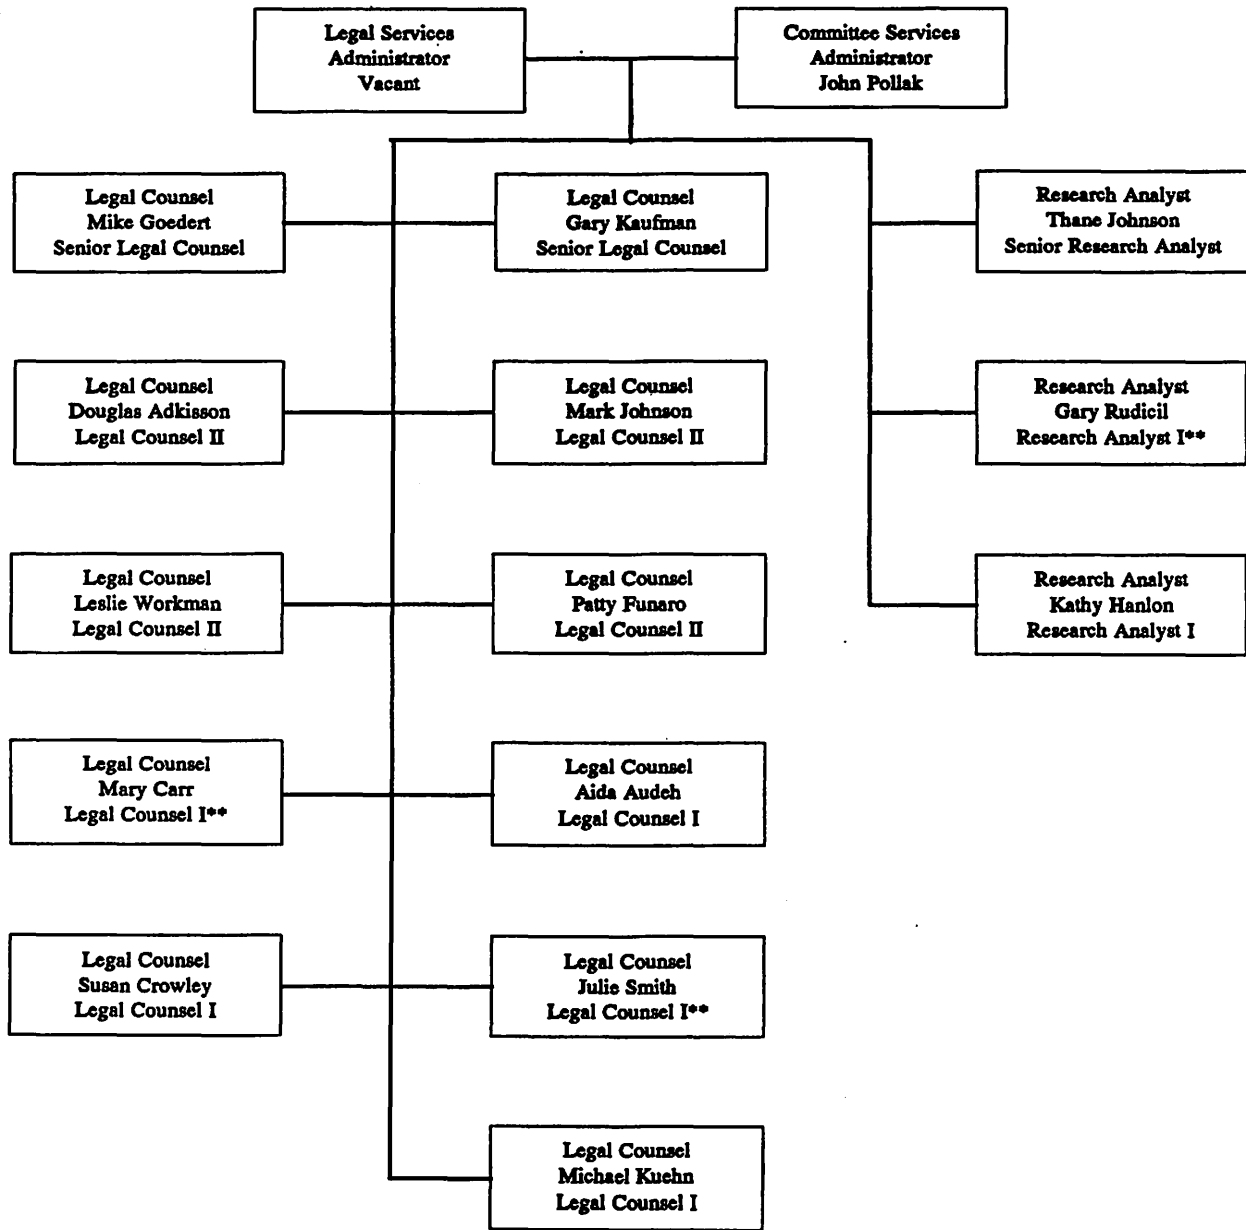 Legal Services
Administrator
Vacant
Committee Services
Administrator
John Pollak
Legal Counsel
Mike Goedert
Senior Legal Counsel
Legal Counsel
Gary Kaufman
Senior Legal Counsel
Research Analyst
Thane Johnson
Senior Research Analyst
Legal Counsel
Douglas Adkisson
Legal Counsel II
Legal Counsel
Mark Johnson
Legal Counsel II
Research Analyst
Gary Rudicil
Research Analyst I**
Legal Counsel
Leslie Workman
Legal Counsel II
Legal Counsel
Patty Funaro
Legal Counsel II
Research Analyst
Kathy Hanlon
Research Analyst I
Legal Counsel
Mary Carr
Legal Counsel I**
Legal Counsel
Aida Audeh
Legal Counsel I
Legal Counsel
Susan Crowley
Legal Counsel I
Legal Counsel
Julie Smith
Legal Counsel I**
Legal Counsel
Michael Kuehn
Legal Counsel I